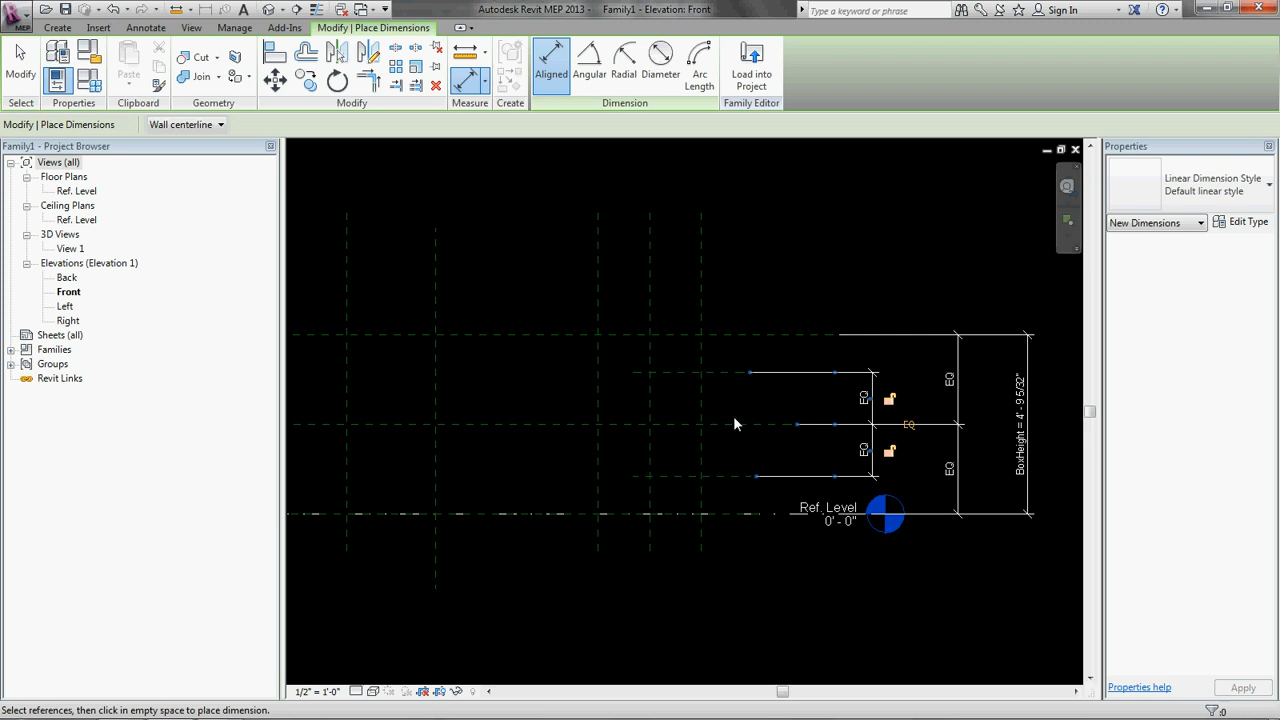 Autodesk Revit MEP 2013 - Family1 - Elevation: Front
Type a keyword or phrase
Sign In
MEP
Create Insert Annotate View Manage Add-Ins Modify | Place Dimensions
Modify
Paste
Cut
Join
Aligned
Angular
Radial
Diameter
Arc
Length
Load into
Project
Select Properties Clipboard Geometry Modify Measure Create Dimension Family Editor
Modify | Place Dimensions
Wall centerline
Family1 - Project Browser
Views (all)
Floor Plans
Ref. Level
Ceiling Plans
Ref. Level
3D Views
View 1
Elevations (Elevation 1)
Back
Front
Left
Right
Sheets (all)
Families
Groups
Revit Links
EQ
EQ
EQ
EQ
EQ
BoxHeight = 4' - 9 5/32"
Ref. Level
0' - 0"
1/2" = 1'-0"
Properties
Linear Dimension Style
Default linear style
New Dimensions
Edit Type
Properties help
Apply
Select references, then click in empty space to place dimension.
:0